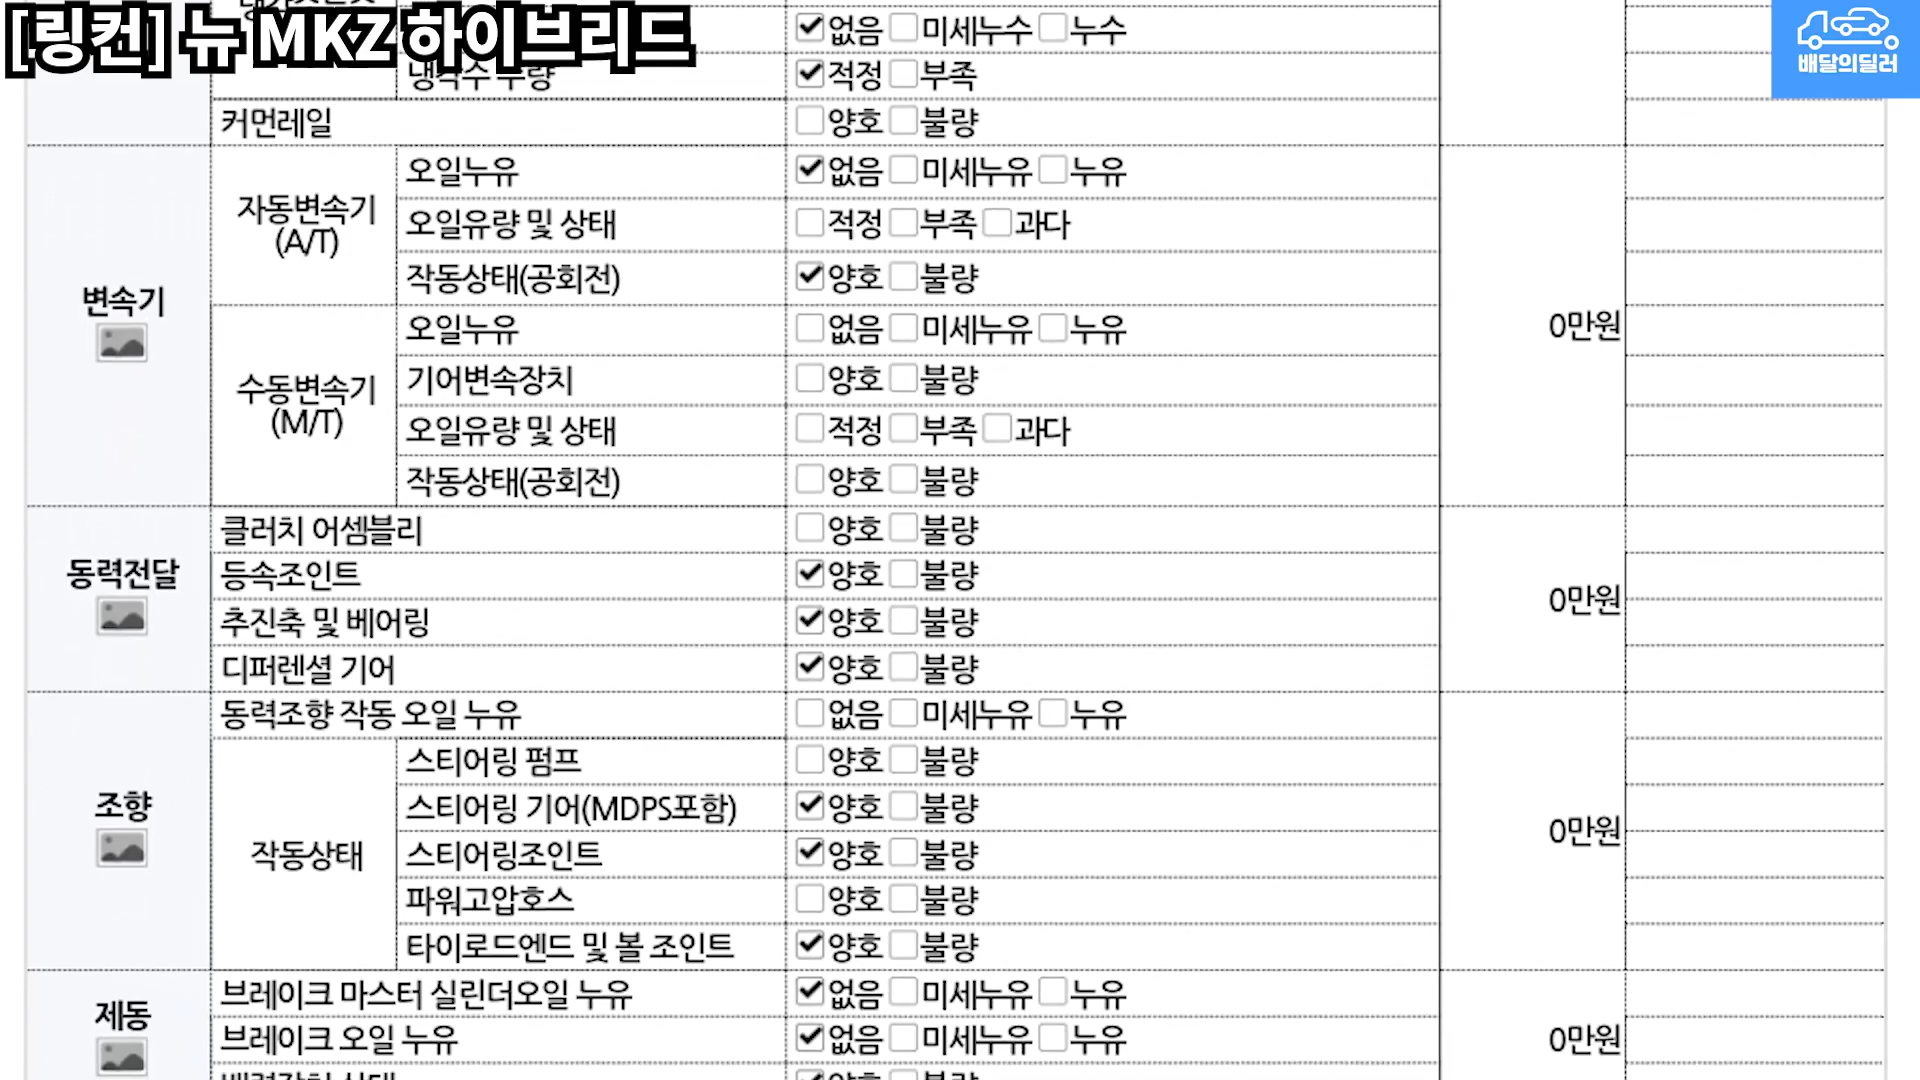 [링컨] 뉴 MKZ 하이브리드
배달의딜러
없음 미세누수 누수
냉각수 수량 적정 부족
커먼레일 양호 불량
변속기
자동변속기 (A/T)
오일누유 없음 미세누유 누유
오일유량 및 상태 적정 부족 과다
작동상태(공회전) 양호 불량
0만원
수동변속기 (M/T)
오일누유 없음 미세누유 누유
기어변속장치 양호 불량
오일유량 및 상태 적정 부족 과다
작동상태(공회전) 양호 불량
동력전달
클러치 어셈블리 양호 불량
등속조인트 양호 불량
추진축 및 베어링 양호 불량
디퍼렌셜 기어 양호 불량
0만원
조향
동력조향 작동 오일 누유 없음 미세누유 누유
작동상태
스티어링 펌프 양호 불량
스티어링 기어(MDPS포함) 양호 불량
스티어링조인트 양호 불량
파워고압호스 양호 불량
타이로드엔드 및 볼 조인트 양호 불량
0만원
제동
브레이크 마스터 실린더오일 누유 없음 미세누유 누유
브레이크 오일 누유 없음 미세누유 누유
0만원
양호 불량